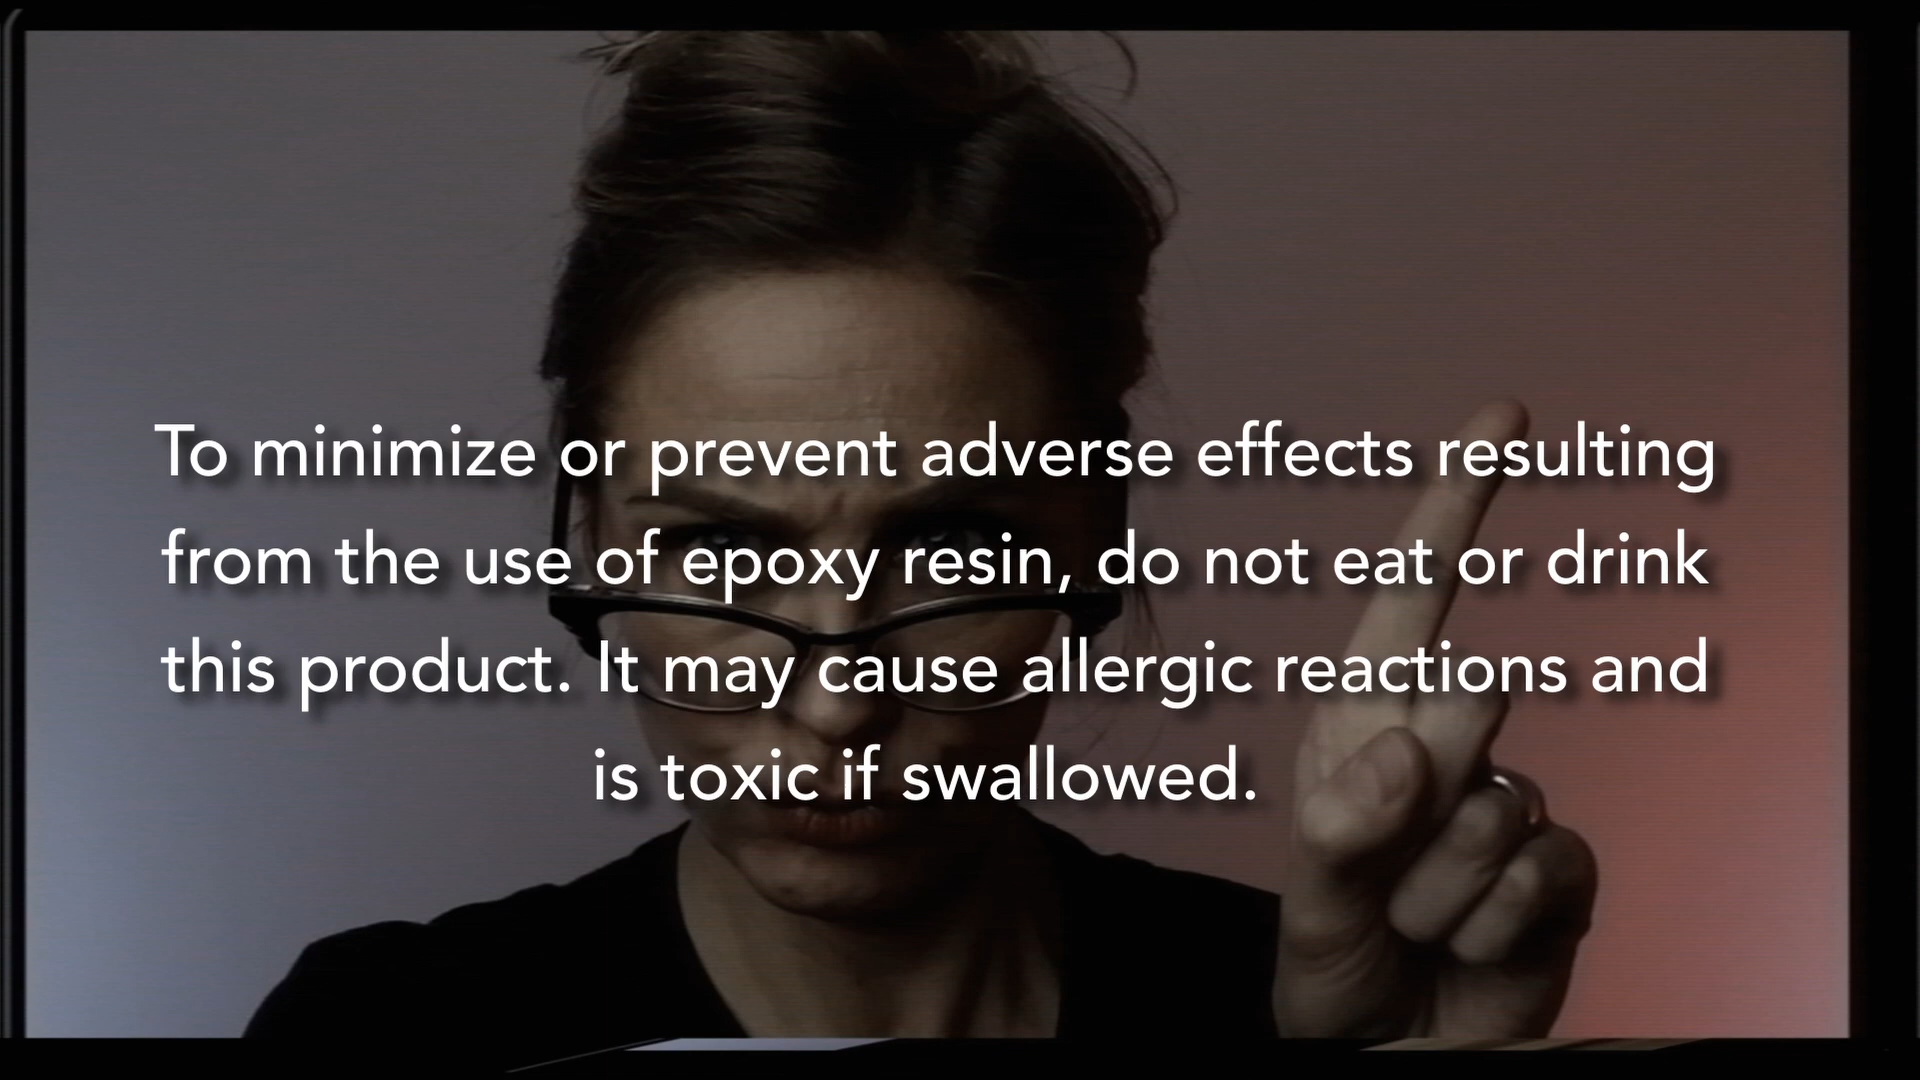 To minimize or prevent adverse effects resulting
from the use of epoxy resin, do not eat or drink
this product. It may cause allergic reactions and
is toxic if swallowed.